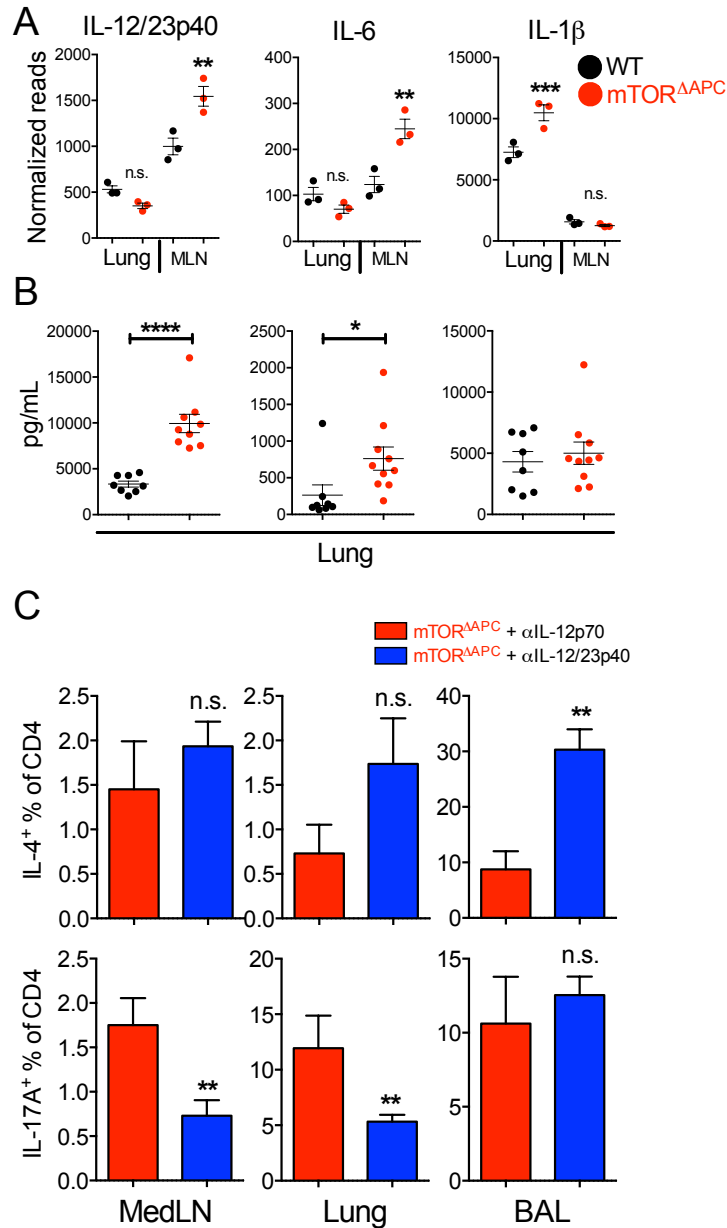 A
IL-12/23p40
IL-6
IL-1β
WT
mTORΔAPC
Normalized reads
2000
1500
1000
500
0
n.s.
**
Lung
MLN
400
300
200
100
0
n.s.
**
Lung
MLN
15000
10000
5000
0
***
n.s.
Lung
MLN
B
pg/mL
20000
15000
10000
5000
0
****
2500
2000
1500
1000
500
0
*
15000
10000
5000
0
Lung
C
mTORΔAPC + αIL-12p70
mTORΔAPC + αIL-12/23p40
IL-4+ % of CD4
2.5
2.0
1.5
1.0
0.5
0.0
n.s.
2.5
2.0
1.5
1.0
0.5
0.0
n.s.
40
30
20
10
0
**
IL-17A+ % of CD4
2.5
2.0
1.5
1.0
0.5
0.0
**
20
15
10
5
0
**
15
10
5
0
n.s.
MedLN
Lung
BAL